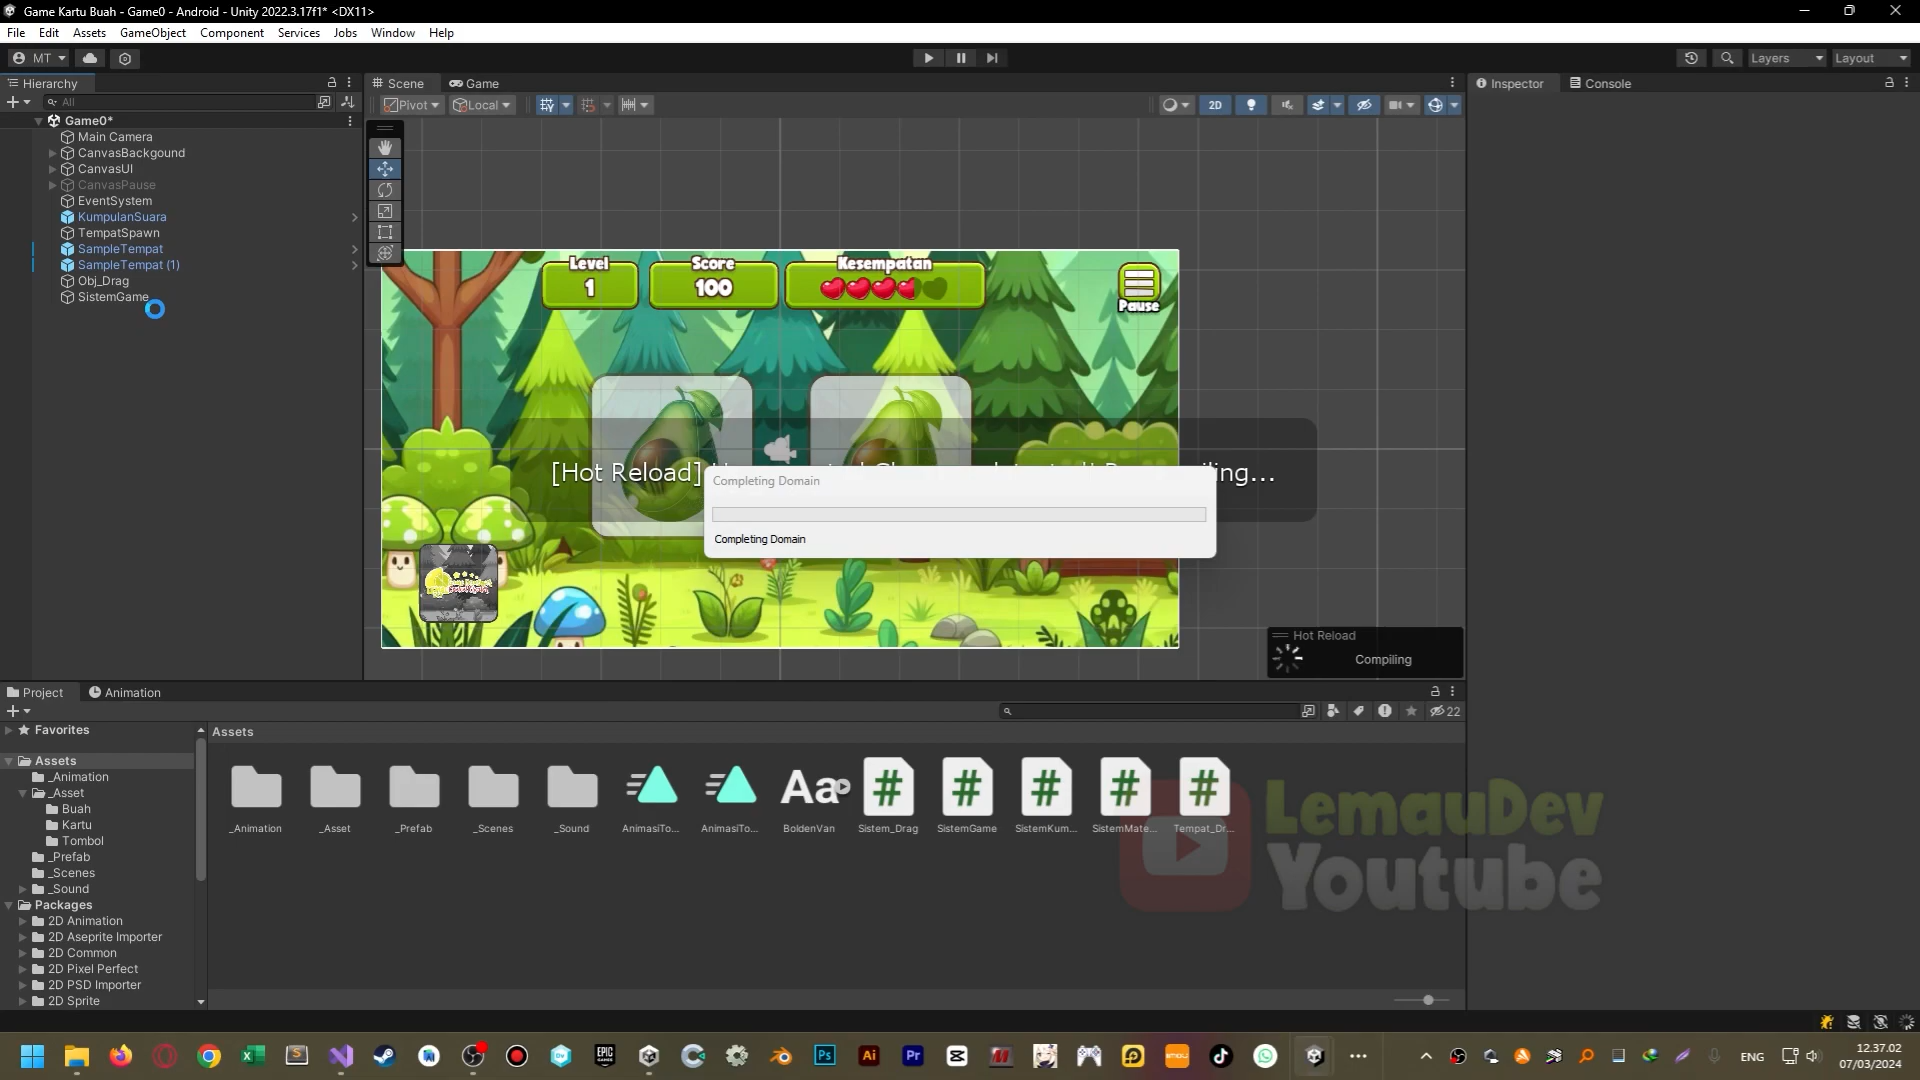 Game Kartu Buah - Game0 - Android - Unity 2022.3.17f1* <DX11>
File Edit Assets GameObject Component Services Jobs Window Help
MT
Layers
Layout
Hierarchy
Scene
Game
Inspector
Console
All
Pivot
Local
2D
Game0*
Main Camera
CanvasBackgound
CanvasUI
CanvasPause
EventSystem
KumpulanSuara
TempatSpawn
SampleTempat
SampleTempat (1)
Obj_Drag
SistemGame
Level
1
Score
100
Kesempatan
Pause
[Hot Reload]
ling...
Completing Domain
Completing Domain
Hot Reload
Compiling
Project
Animation
22
Favorites
Assets
_Animation
_Asset
Buah
Kartu
Tombol
_Prefab
_Scenes
_Sound
Packages
2D Animation
2D Aseprite Importer
2D Common
2D Pixel Perfect
2D PSD Importer
2D Sprite
Assets
Aa
_Animation
_Asset
_Prefab
_Scenes
_Sound
AnimasiTo...
AnimasiTo...
BoldenVan
Sistem_Drag
SistemGame
SistemKum...
SistemMate...
Tempat_Dr...
LemauDev
Youtube
ENG
12.37.02
07/03/2024